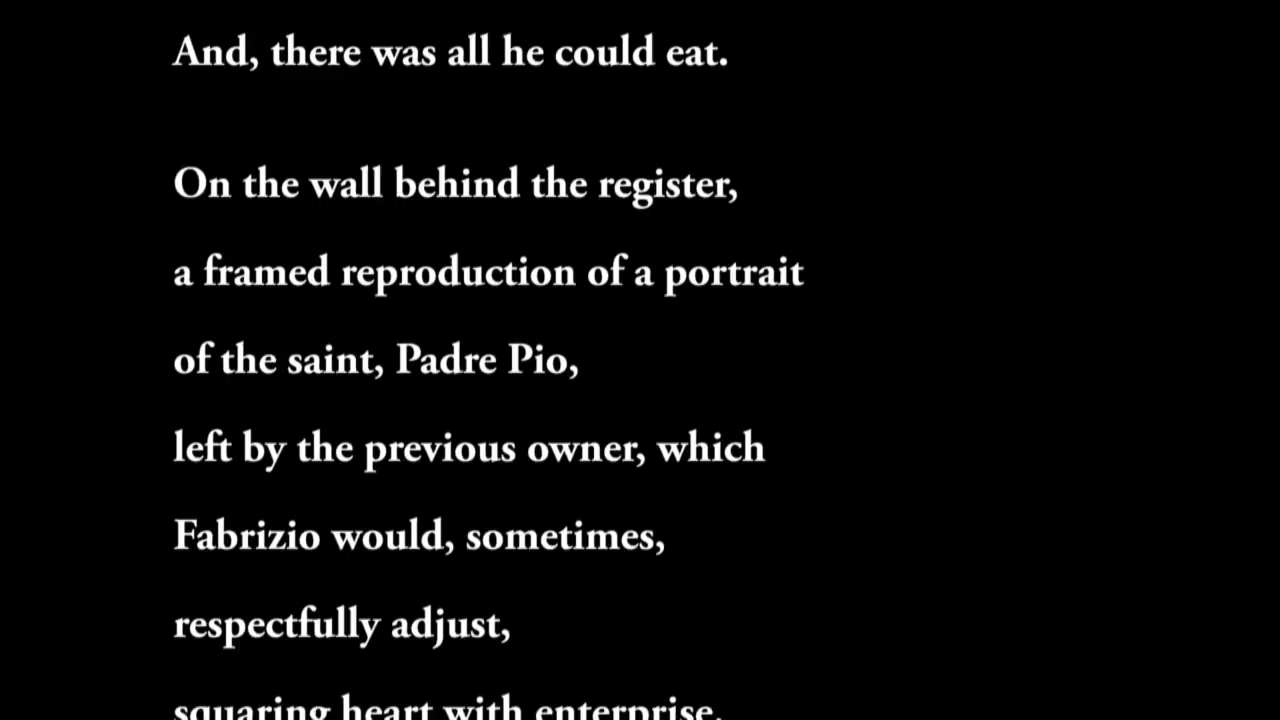 And, there was all he could eat.
On the wall behind the register,
a framed reproduction of a portrait
of the saint, Padre Pio,
left by the previous owner, which
Fabrizio would, sometimes,
respectfully adjust,
squaring heart with enterprise.